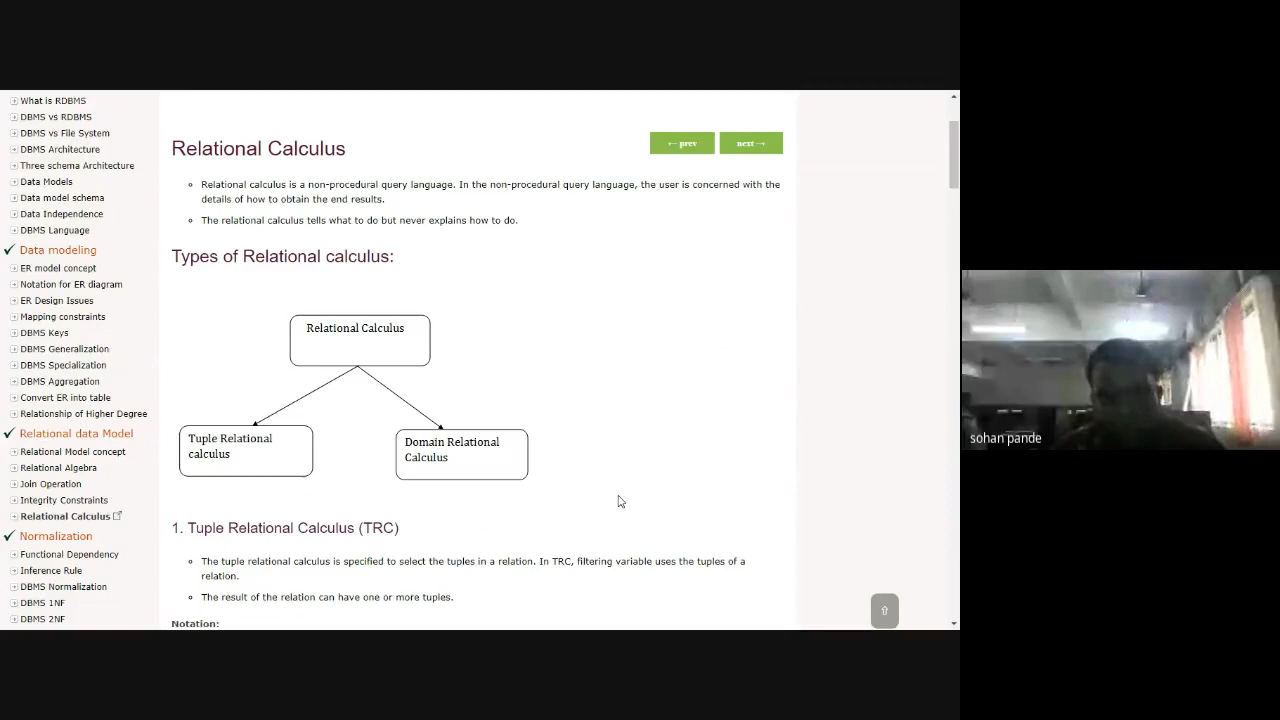 What is RDBMS
DBMS vs RDBMS
DBMS vs File System
DBMS Architecture
Three schema Architecture
Data Models
Data model schema
Data Independence
DBMS Language
Data modeling
ER model concept
Notation for ER diagram
ER Design Issues
Mapping constraints
DBMS Keys
DBMS Generalization
DBMS Specialization
DBMS Aggregation
Convert ER into table
Relationship of Higher Degree
Relational data Model
Relational Model concept
Relational Algebra
Join Operation
Integrity Constraints
Relational Calculus
Normalization
Functional Dependency
Inference Rule
DBMS Normalization
DBMS 1NF
DBMS 2NF
Relational Calculus
← prev
next →
Relational calculus is a non-procedural query language. In the non-procedural query language, the user is concerned with the
details of how to obtain the end results.
The relational calculus tells what to do but never explains how to do.
Types of Relational calculus:
Relational Calculus
Tuple Relational
calculus
Domain Relational
Calculus
1. Tuple Relational Calculus (TRC)
The tuple relational calculus is specified to select the tuples in a relation. In TRC, filtering variable uses the tuples of a
relation.
The result of the relation can have one or more tuples.
Notation:
sohan pande